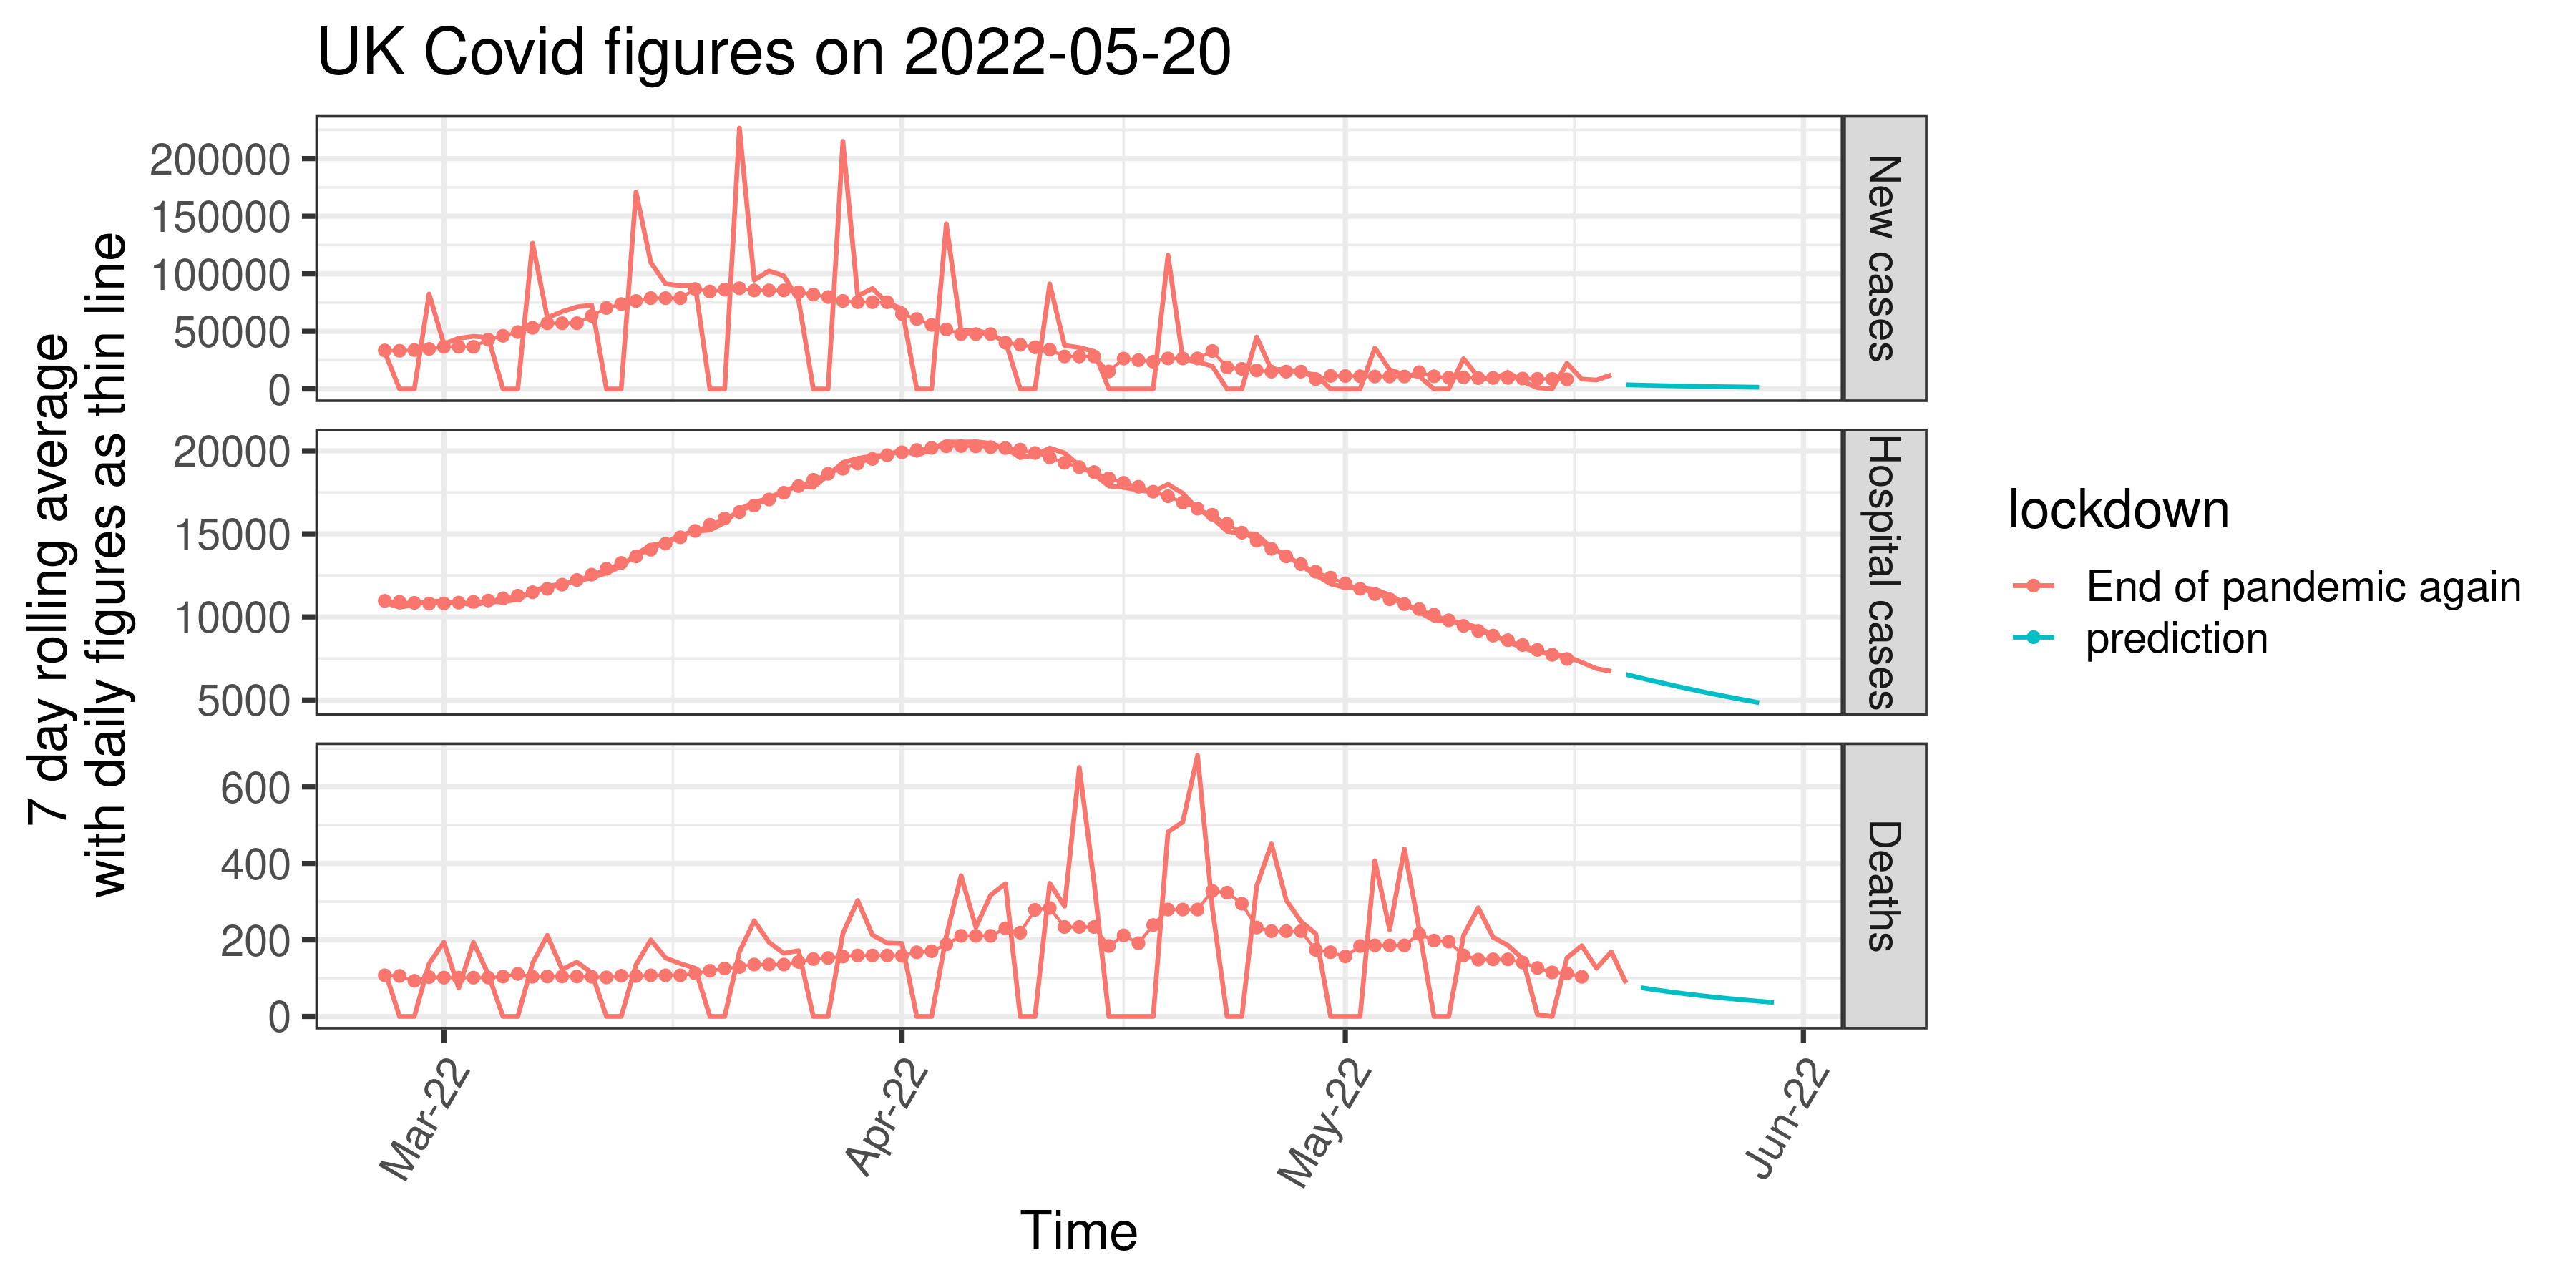 UK Covid figures on 2022-05-20
7 day rolling average
with daily figures as thin line
200000
150000
100000
50000
0
New cases
20000
15000
10000
5000
Hospital cases
600
400
200
0
Deaths
Mar-22
Apr-22
May-22
Jun-22
Time
lockdown
End of pandemic again
prediction